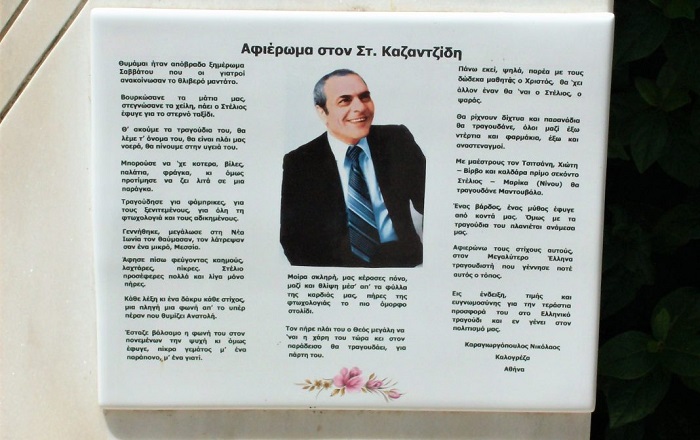 Αφιέρωμα στον Στ. Καζαντζίδη
Θυμάμαι ήταν απόβραδο ξημέρωμα
Σαββάτου που οι γιατροί
ανακοίνωσαν το θλιβερό μαντάτο.
Βουρκώσανε τα μάτια μας,
στεγνώσανε τα χείλη, πάει ο Στέλιος
έφυγε για το στερνό ταξίδι.
Θ' ακούμε τα τραγούδια του, θα
λέμε τ' όνομα του, θα είναι πλάι μας
νοερά, θα πίνουμε στην υγειά του.
Μπορούσε να 'χε κοτερα, βίλες,
παλάτια, φράγκα, κι όμως
προτίμησε να ζει λιτά σε μια
παράγκα.
Τραγούδησε για φάμπρικες, για
τους ξενιτεμένους, για όλη τη
φτωχολογιά και τους αδικημένους.
Γεννήθηκε, μεγάλωσε στη Νέα
Ιωνία τον θαύμασαν, τον λάτρεψαν
σαν ένα μικρό, Μεσσία.
Άφησε πίσω φεύγοντας καημούς,
λαχτάρες, πίκρες. Στέλιο
προσέφερες πολλά και λίγα μόνο
πήρες.
Κάθε λέξη κι ένα δάκρυ κάθε στίχος,
μια πληγή μια φωνή απ' το υπέρ
πέραν που θυμίζει Ανατολή.
Έσταζε βάλσαμο η φωνή του στον
πονεμένων την ψυχή κι όμως
έφυγε, πίκρα γεμάτος μ' ένα
παράπονο, μ' ένα γιατί.
Μοίρα σκληρή, μας κέρασες πόνο,
μαζί και θλίψη μέσ' απ' τα φύλλα
της καρδιάς μας, πήρες της
φτωχολογιάς το πιο όμορφο
στολίδι.
Τον πήρε πλάι του ο Θεός μεγάλη να
'ναι η χάρη του τώρα κει στον
παράδεισο θα τραγουδάει, για
πάρτη του.
Πάνω εκεί, ψηλά, παρέα με τους
δώδεκα μαθητάς ο Χριστός, θα 'χει
άλλον έναν θα 'ναι ο Στέλιος, ο
ψαράς.
Θα ρίχνουν δίχτυα και παραγάδια
θα τραγουδάνε, όλοι μαζί έξω
ντέρτια και φαρμάκια, έξω και
αναστεναγμοί.
Με μαέστρους τον Τσιτσάνη, Χιώτη
– Βίρβο και καλδάρα πρίμο σεκόντο
Στέλιος – Μαρίκα (Νίνου) θα
τραγουδάνε Μαντουβάλα.
Ένας βάρδος, ένας μύθος έφυγε
από κοντά μας. Όμως με τα
τραγούδια του πλανιέται ανάμεσα
μας.
Αφιερώνω τους στίχους αυτούς,
στον Μεγαλύτερο Έλληνα
τραγουδιστή που γέννησε ποτέ
αυτός ο τόπος.
Εις ένδειξη, τιμής και
ευγνωμοσύνης για την τεράστια
προσφορά του στο Ελληνικό
τραγούδι και εν γένει στον
πολιτισμό μας.
Καραγιωργόπουλος Νικόλαος
Καλογρέζα
Αθήνα